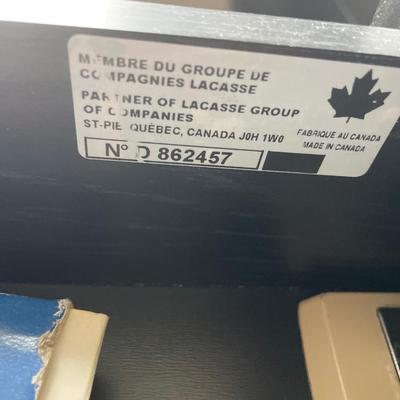 MEMBRE DU GROUPE DE
COMPAGNIES LACASSE
PARTNER OF LACASSE GROUP
OF COMPANIES
ST-PIE, QUÉBEC, CANADA J0H 1W0
FABRIQUE AU CANADA
MADE IN CANADA
N° D 862457